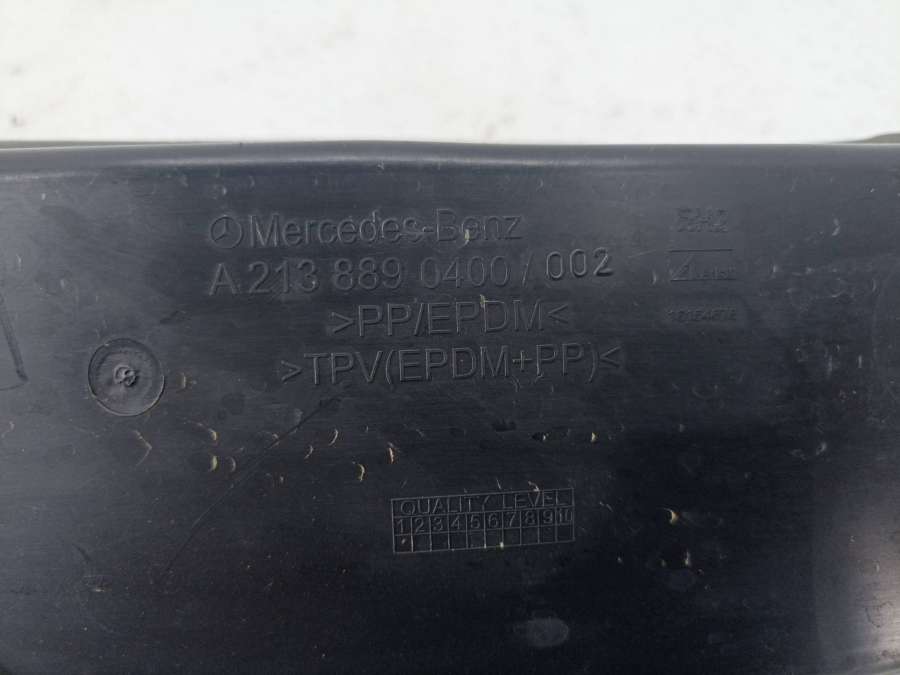 Mercedes-Benz
A 213 889 0400 / 002
>PP/EPDM<
>TPV(EPDM+PP)<
8
QUALITY LEVEL
1 2 3 4 5 6 7 8 9 10